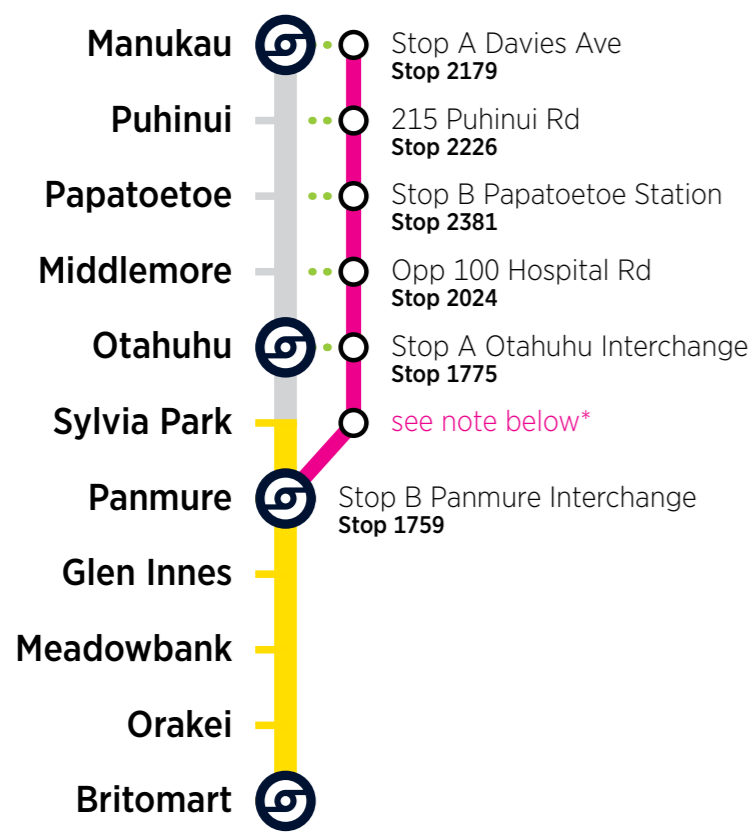 Manukau
Stop A Davies Ave
Stop 2179
Puhinui
215 Puhinui Rd
Stop 2226
Papatoetoe
Stop B Papatoetoe Station
Stop 2381
Middlemore
Opp 100 Hospital Rd
Stop 2024
Otahuhu
Stop A Otahuhu Interchange
Stop 1775
Sylvia Park
see note below*
Panmure
Stop B Panmure Interchange
Stop 1759
Glen Innes
Meadowbank
Orakei
Britomart